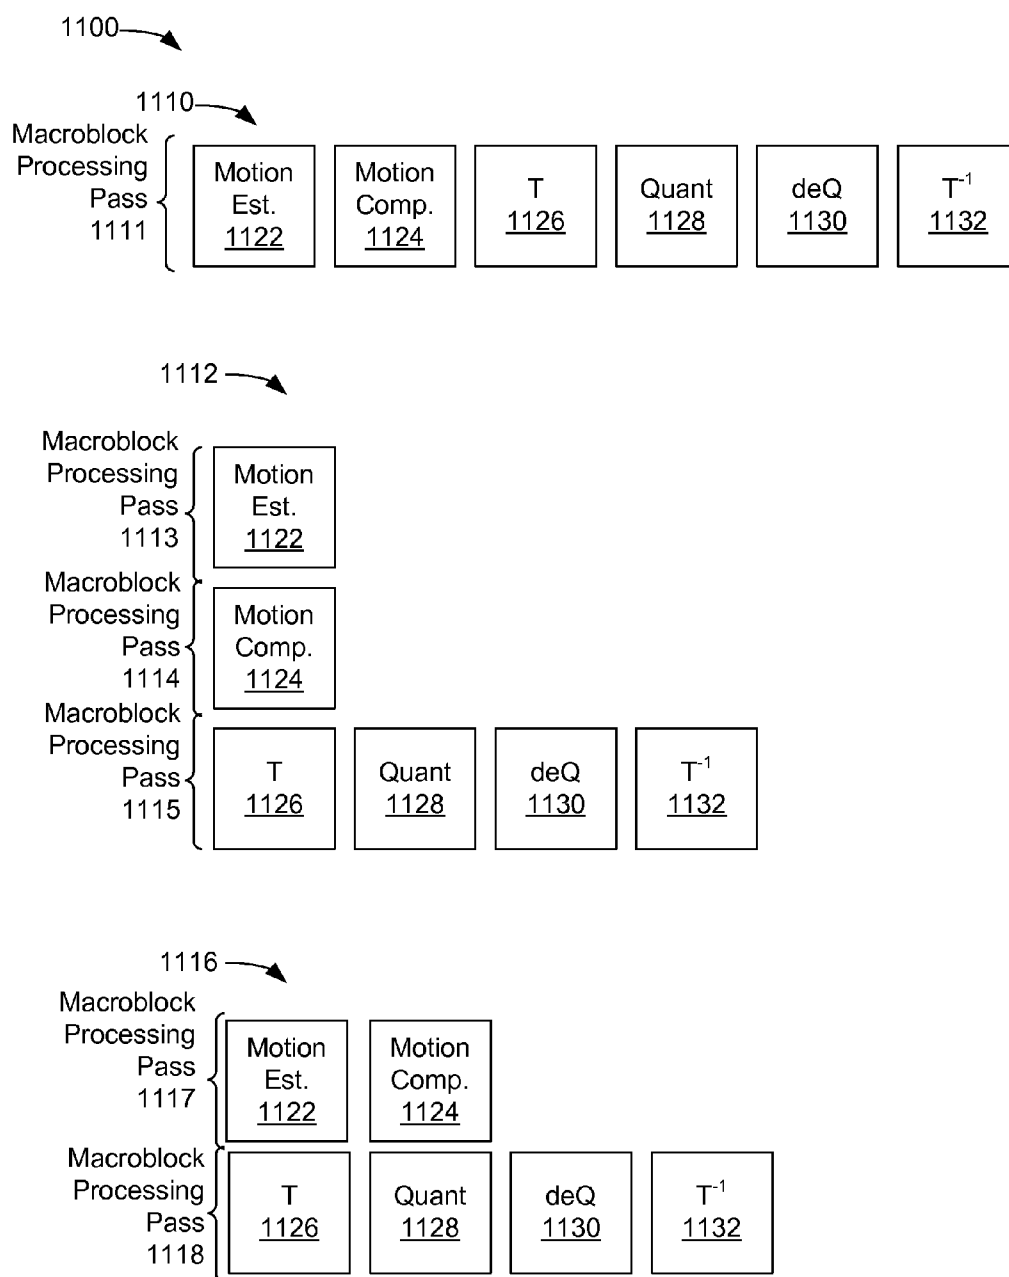 1100
1110
Macroblock
Processing
Pass
1111
Motion
Est.
1122
Motion
Comp.
1124
T
1126
Quant
1128
deQ
1130
T-1
1132
1112
Macroblock
Processing
Pass
1113
Motion
Est.
1122
Macroblock
Processing
Pass
1114
Motion
Comp.
1124
Macroblock
Processing
Pass
1115
T
1126
Quant
1128
deQ
1130
T-1
1132
1116
Macroblock
Processing
Pass
1117
Motion
Est.
1122
Motion
Comp.
1124
Macroblock
Processing
Pass
1118
T
1126
Quant
1128
deQ
1130
T-1
1132